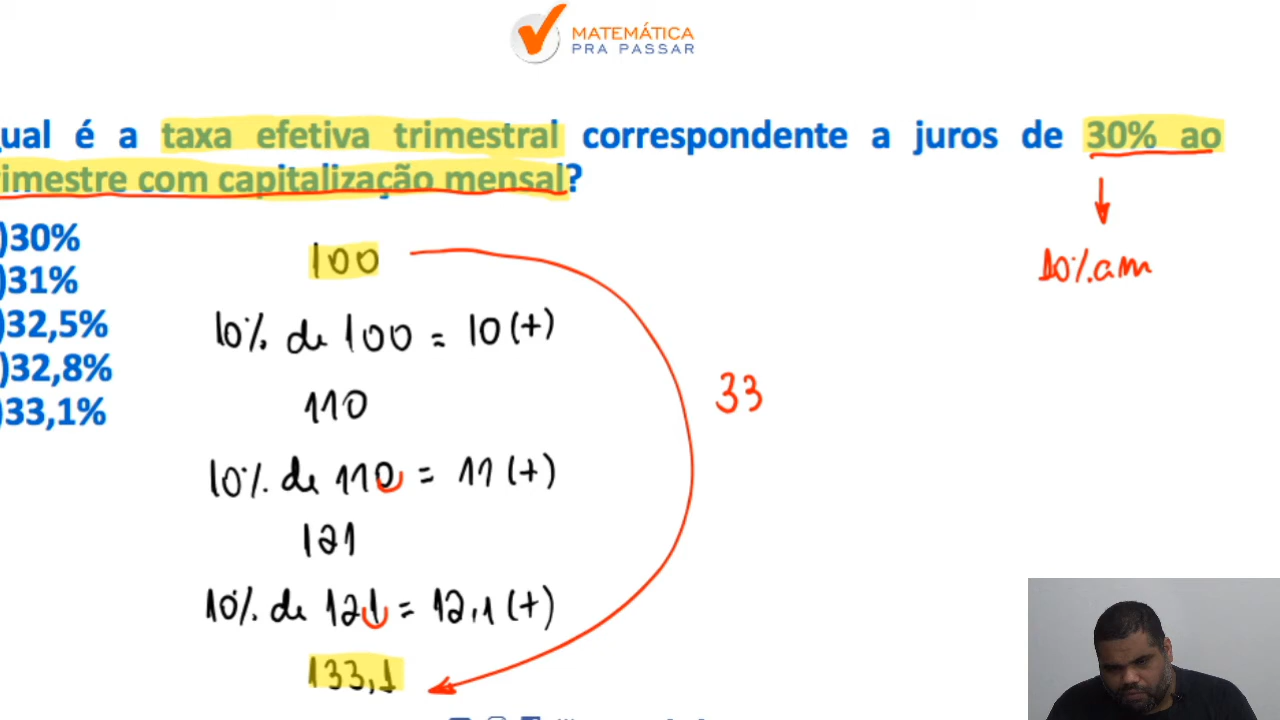 MATEMÁTICA
PRA PASSAR
ual é a taxa efetiva trimestral correspondente a juros de 30% ao
rimestre com capitalização mensal?
)30%
)31%
)32,5%
)32,8%
)33,1%
100
10% de 100 = 10 (+)
110
10% de 110 = 11 (+)
121
10% de 121 = 12,1 (+)
133,1
33
10% am